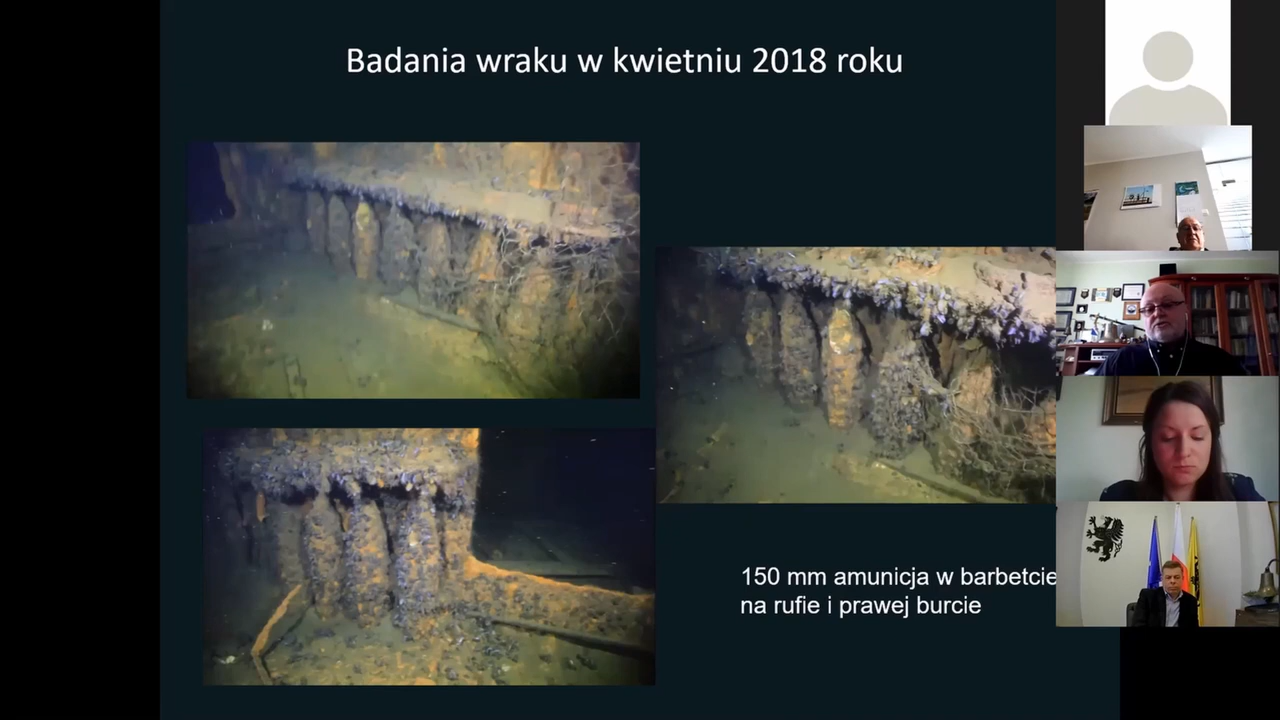 Badania wraku w kwietniu 2018 roku
150 mm amunicja w barbetcie
na rufie i prawej burcie